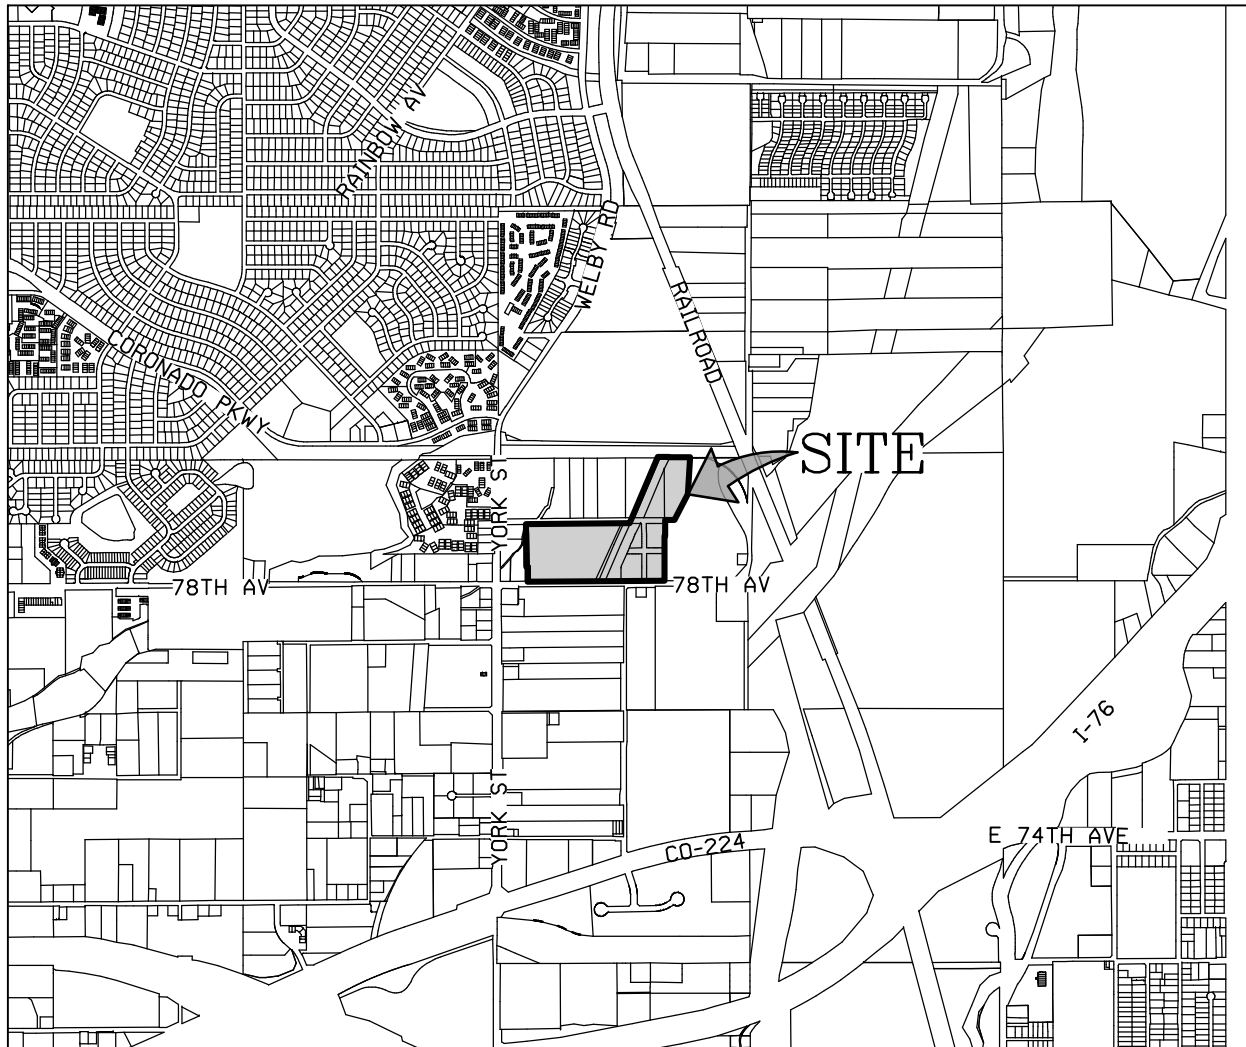 RAINBOW AV
WELBY RD
RAILROAD
CORONADO PKWY
SITE
YORK ST
78TH AV
78TH AV
I-76
YORK ST
CO-224
E 74TH AVE